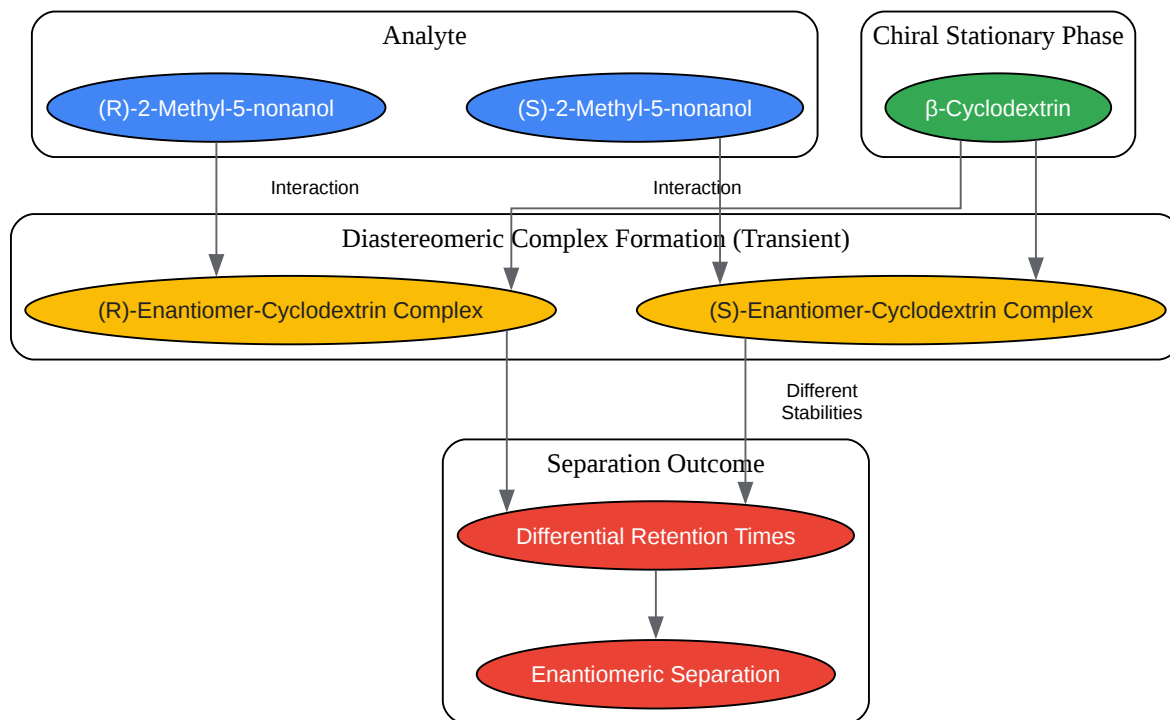 Analyte
Chiral Stationary Phase
(R)-2-Methyl-5-nonanol
(S)-2-Methyl-5-nonanol
β-Cyclodextrin
Interaction
Interaction
Diastereomeric Complex Formation (Transient)
(R)-Enantiomer-Cyclodextrin Complex
(S)-Enantiomer-Cyclodextrin Complex
Different
Stabilities
Separation Outcome
Differential Retention Times
Enantiomeric Separation